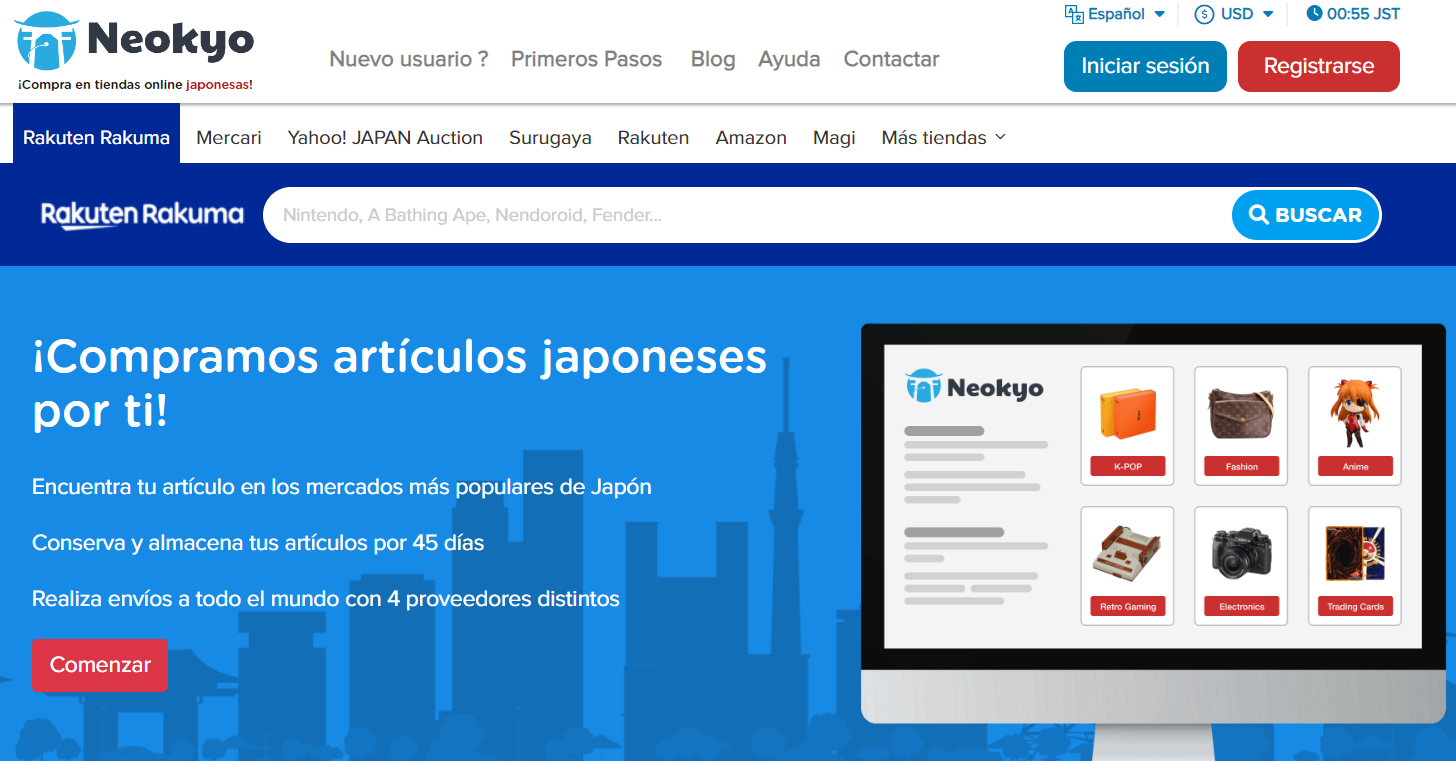 Neokyo
¡Compra en tiendas online japonesas!
Nuevo usuario ?
Primeros Pasos
Blog
Ayuda
Contactar
Español
USD
00:55 JST
Iniciar sesión
Registrarse
Rakuten Rakuma
Mercari
Yahoo! JAPAN Auction
Surugaya
Rakuten
Amazon
Magi
Más tiendas
Rakuten Rakuma
Nintendo, A Bathing Ape, Nendoroid, Fender...
BUSCAR
¡Compramos artículos japoneses
por ti!
Encuentra tu artículo en los mercados más populares de Japón
Conserva y almacena tus artículos por 45 días
Realiza envíos a todo el mundo con 4 proveedores distintos
Comenzar
Neokyo
K-POP
Fashion
Anime
Retro Gaming
Electronics
Trading Cards